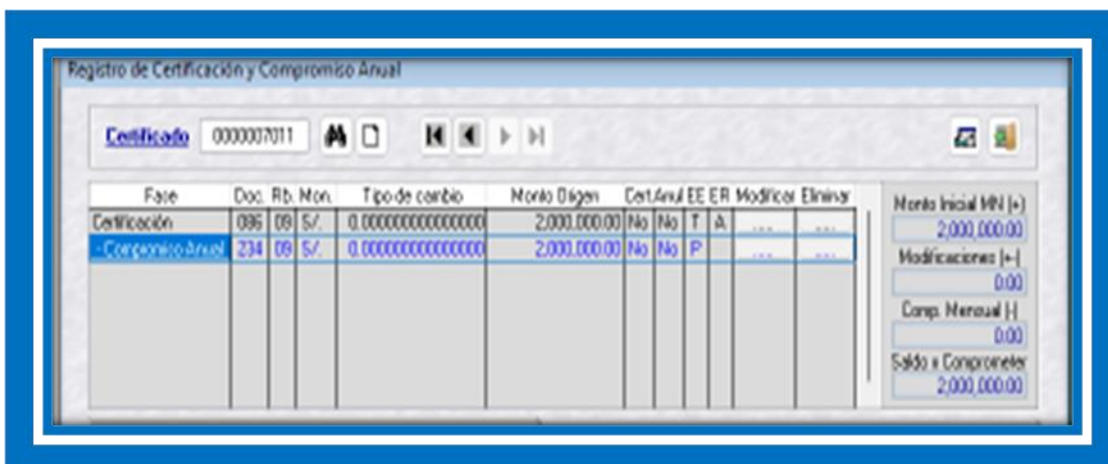 Registro de Certificación y Compromiso Anual
Certificado 0000007011
Fase Doc. Rb. Mon. Tipo de cambio Monto Origen Cert. Anul EE ER Modificar Eliminar
Certificación 096 09 S/. 0.0000000000000000 2,000,000.00 No No T A ... ...
- Compromiso Anual 234 09 S/. 0.0000000000000000 2,000,000.00 No No P ... ...
Monto Inicial MN (+)
2,000,000.00
Modificaciones (+-)
0.00
Comp. Mensual (-)
0.00
Saldo x Comprometer
2,000,000.00